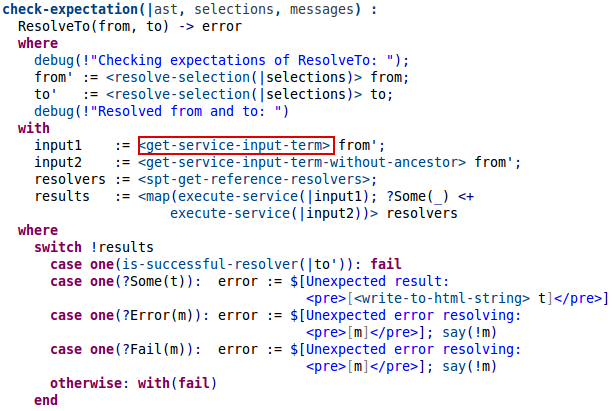 check-expectation(|ast, selections, messages) :
  ResolveTo(from, to) -> error
  where
    debug(!"Checking expectations of ResolveTo: ");
    from' := <resolve-selection(|selections)> from;
    to'   := <resolve-selection(|selections)> to;
    debug(!"Resolved from and to: ")
  with
    input1    := <get-service-input-term> from';
    input2    := <get-service-input-term-without-ancestor> from';
    resolvers := <spt-get-reference-resolvers>;
    results   := <map(execute-service(|input1); ?Some(_) <+
                     execute-service(|input2))> resolvers
  where
    switch !results
      case one(is-successful-resolver(|to')): fail
      case one(?Some(t)):  error := $[Unexpected result:
                                      <pre>[<write-to-html-string> t]</pre>]
      case one(?Error(m)): error := $[Unexpected error resolving:
                                      <pre>[m]</pre>]; say(!m)
      case one(?Fail(m)):  error := $[Unexpected error resolving:
                                      <pre>[m]</pre>]; say(!m)
      otherwise: with(fail)
    end